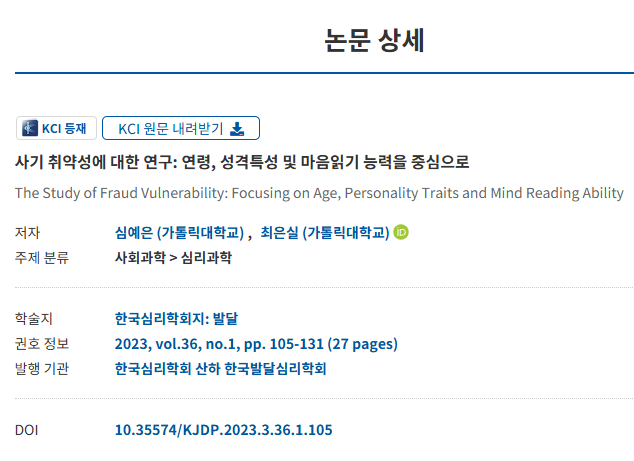 논문 상세
KCI 등재 KCI 원문 내려받기
사기 취약성에 대한 연구: 연령, 성격특성 및 마음읽기 능력을 중심으로
The Study of Fraud Vulnerability: Focusing on Age, Personality Traits and Mind Reading Ability
저자 심예은 (가톨릭대학교) , 최은실 (가톨릭대학교) iD
주제 분류 사회과학 > 심리과학
학술지 한국심리학회지: 발달
권호 정보 2023, vol.36, no.1, pp. 105-131 (27 pages)
발행 기관 한국심리학회 산하 한국발달심리학회
DOI 10.35574/KJDP.2023.3.36.1.105